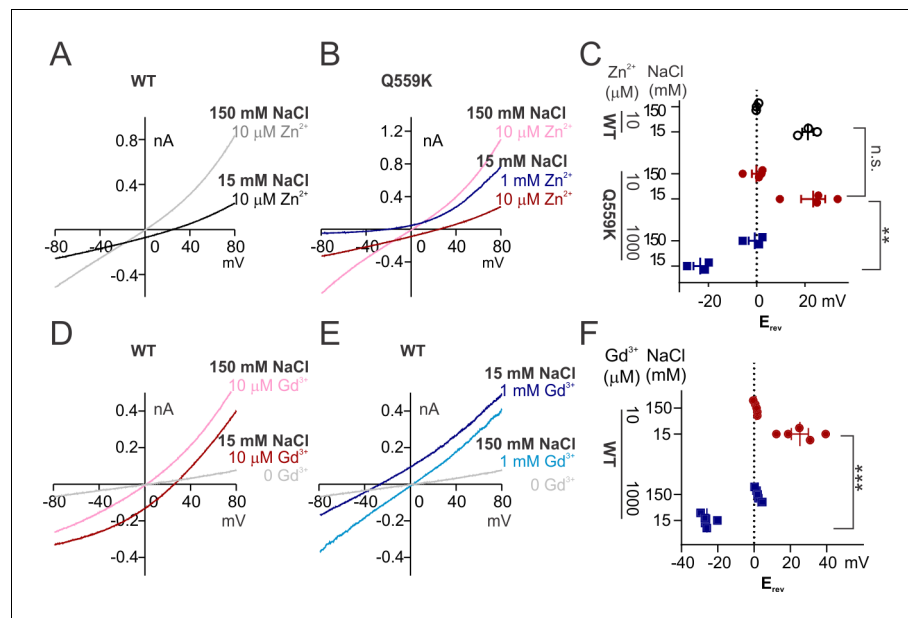 A
WT
150 mM NaCl
10 μM Zn²⁺
0.8
nA
0.4
15 mM NaCl
10 μM Zn²⁺
-80
-40
0
40
80
mV
-0.4
B
Q559K
150 mM NaCl
10 μM Zn²⁺
1.2
nA
15 mM NaCl
1 mM Zn²⁺
0.4
10 μM Zn²⁺
-80
-40
0
40
80
mV
-0.4
C
Zn²⁺ NaCl
(μM) (mM)
WT
10
150
15
Q559K
10
150
15
1000
150
15
n.s.
**
-20
0
20 mV
Erev
D
WT
150 mM NaCl
10 μM Gd³⁺
0.4
nA
0.2
15 mM NaCl
10 μM Gd³⁺
0 Gd³⁺
-80
-40
0
40
80
mV
-0.2
-0.4
E
WT
15 mM NaCl
1 mM Gd³⁺
0.4
nA
0.2
150 mM NaCl
1 mM Gd³⁺
0 Gd³⁺
-80
-40
0
40
80
mV
-0.2
-0.4
F
Gd³⁺ NaCl
(μM) (mM)
WT
10
150
15
1000
150
15
***
-40
-20
0
20
40
mV
Erev